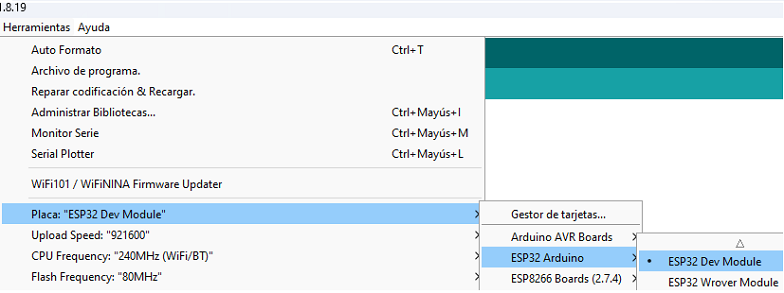 1.8.19
Herramientas Ayuda
Auto Formato Ctrl+T
Archivo de programa.
Reparar codificación & Recargar.
Administrar Bibliotecas... Ctrl+Mayús+I
Monitor Serie Ctrl+Mayús+M
Serial Plotter Ctrl+Mayús+L
WiFi101 / WiFiNINA Firmware Updater
Placa: "ESP32 Dev Module" Gestor de tarjetas...
Upload Speed: "921600" Arduino AVR Boards
CPU Frequency: "240MHz (WiFi/BT)" ESP32 Arduino ESP32 Dev Module
Flash Frequency: "80MHz" ESP8266 Boards (2.7.4) ESP32 Wrover Module